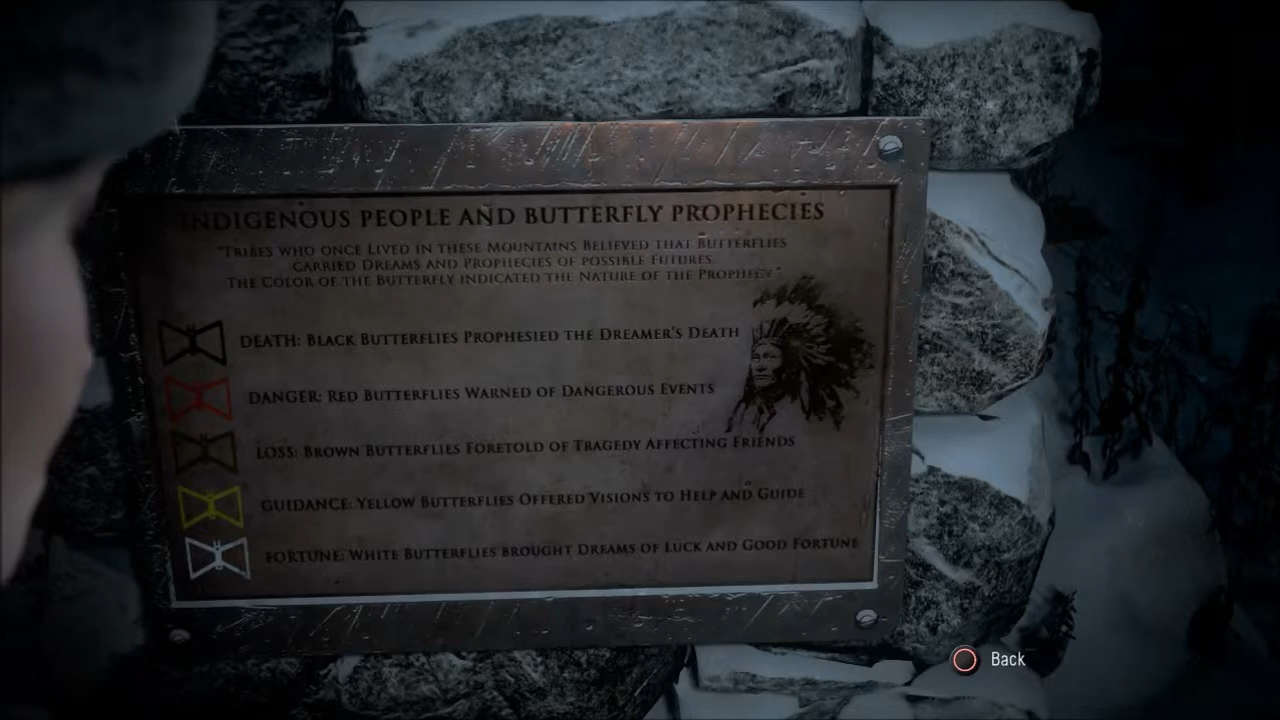 INDIGENOUS PEOPLE AND BUTTERFLY PROPHECIES
"TRIBES WHO ONCE LIVED IN THESE MOUNTAINS BELIEVED THAT BUTTERFLIES
CARRIED DREAMS AND PROPHECIES OF POSSIBLE FUTURES.
THE COLOR OF THE BUTTERFLY INDICATED THE NATURE OF THE PROPHECY."
DEATH: BLACK BUTTERFLIES PROPHESIED THE DREAMER'S DEATH
DANGER: RED BUTTERFLIES WARNED OF DANGEROUS EVENTS
LOSS: BROWN BUTTERFLIES FORETOLD OF TRAGEDY AFFECTING FRIENDS
GUIDANCE: YELLOW BUTTERFLIES OFFERED VISIONS TO HELP AND GUIDE
FORTUNE: WHITE BUTTERFLIES BROUGHT DREAMS OF LUCK AND GOOD FORTUNE
Back